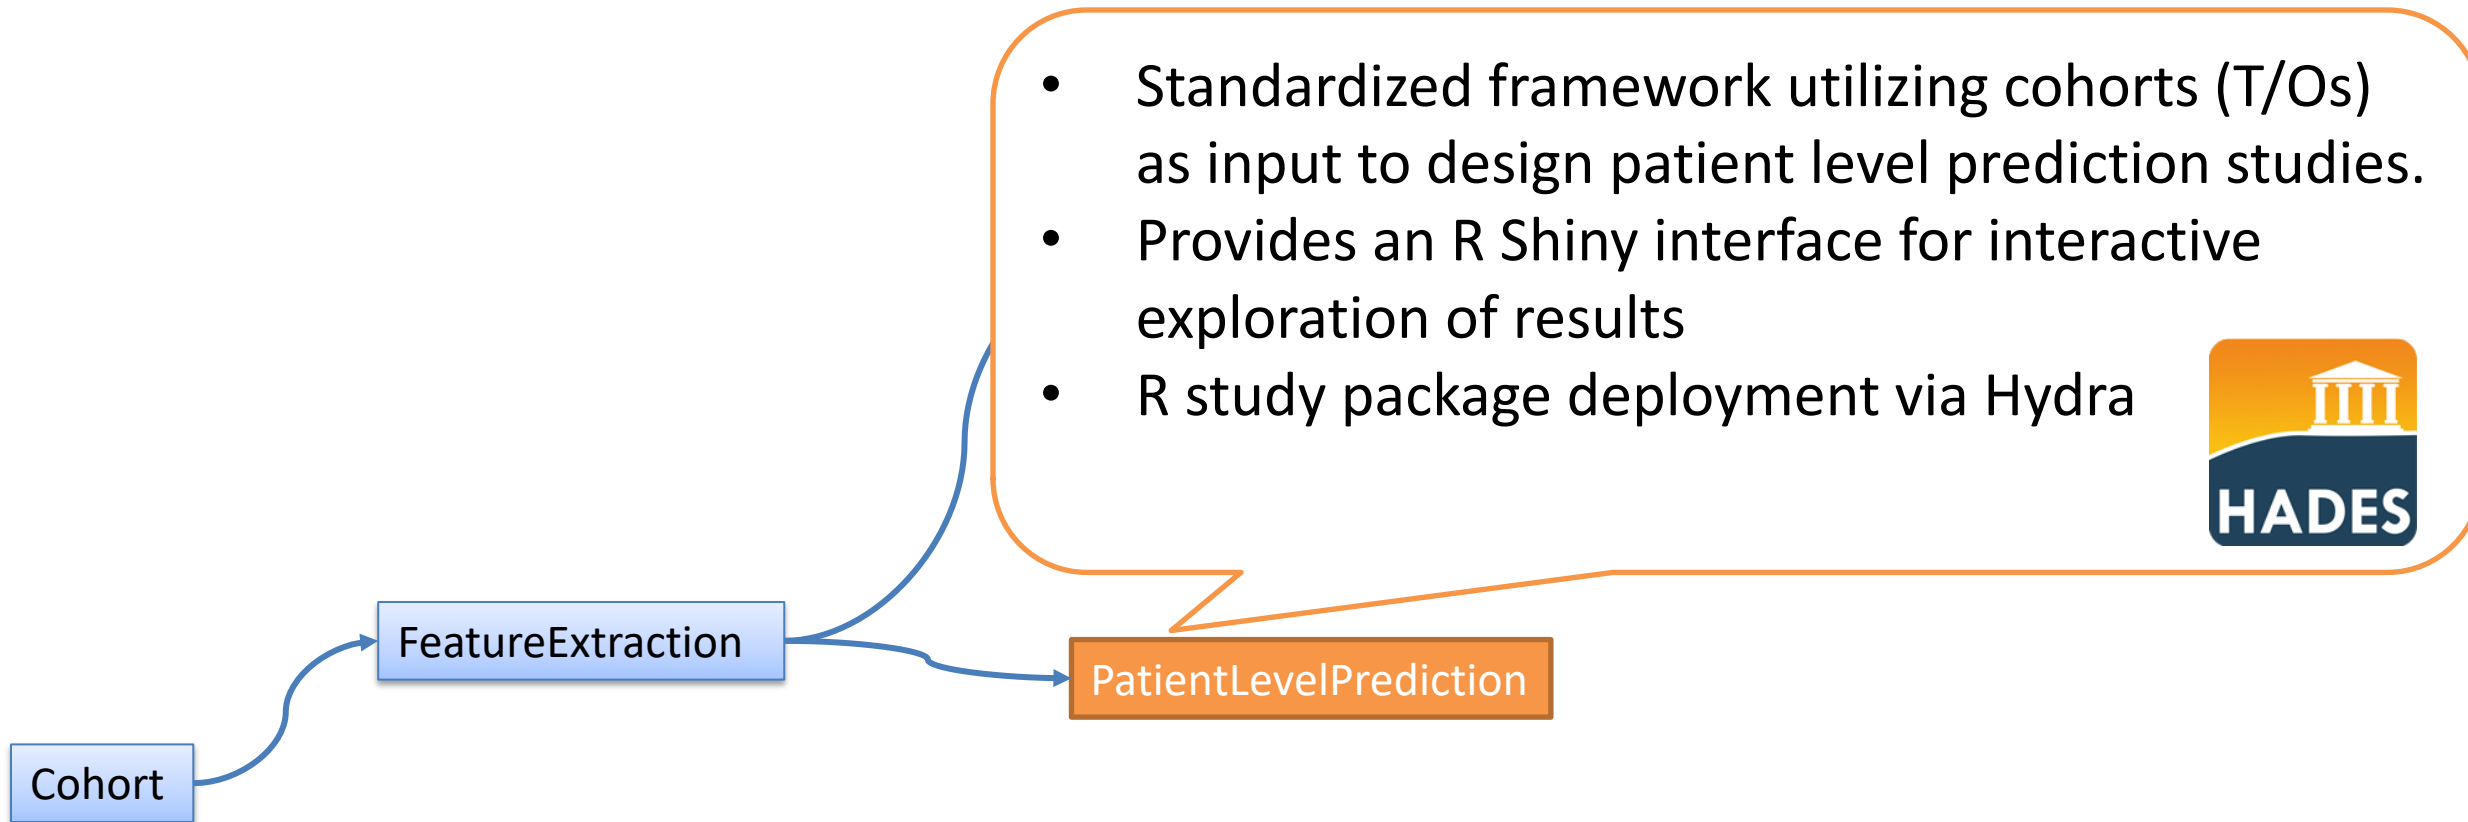 • Standardized framework utilizing cohorts (T/Os)
as input to design patient level prediction studies.
• Provides an R Shiny interface for interactive
exploration of results
• R study package deployment via Hydra
HADES
FeatureExtraction
PatientLevelPrediction
Cohort